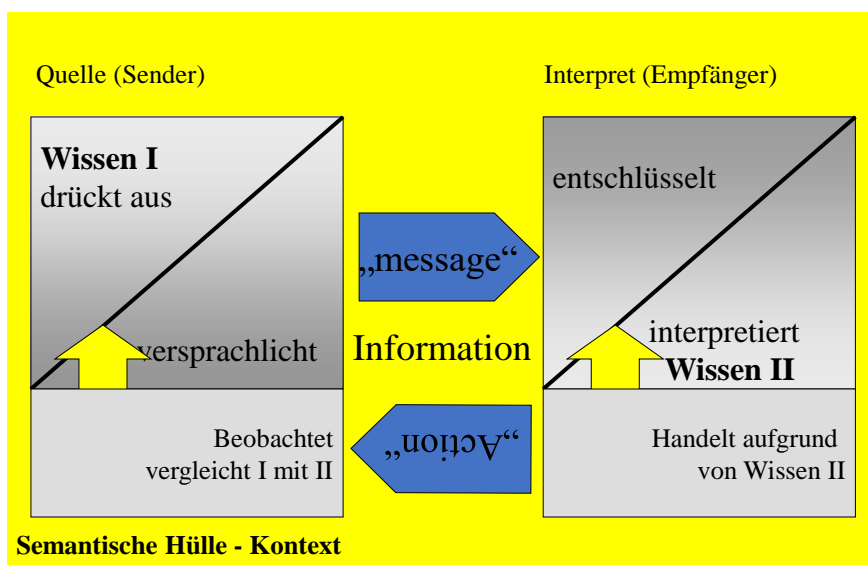 Quelle (Sender)
Interpret (Empfänger)
Wissen I
drückt aus
versprachlicht
„message“
Information
entschlüsselt
interpretiert
Wissen II
Beobachtet
vergleicht I mit II
„Action“
Handelt aufgrund
von Wissen II
Semantische Hülle - Kontext